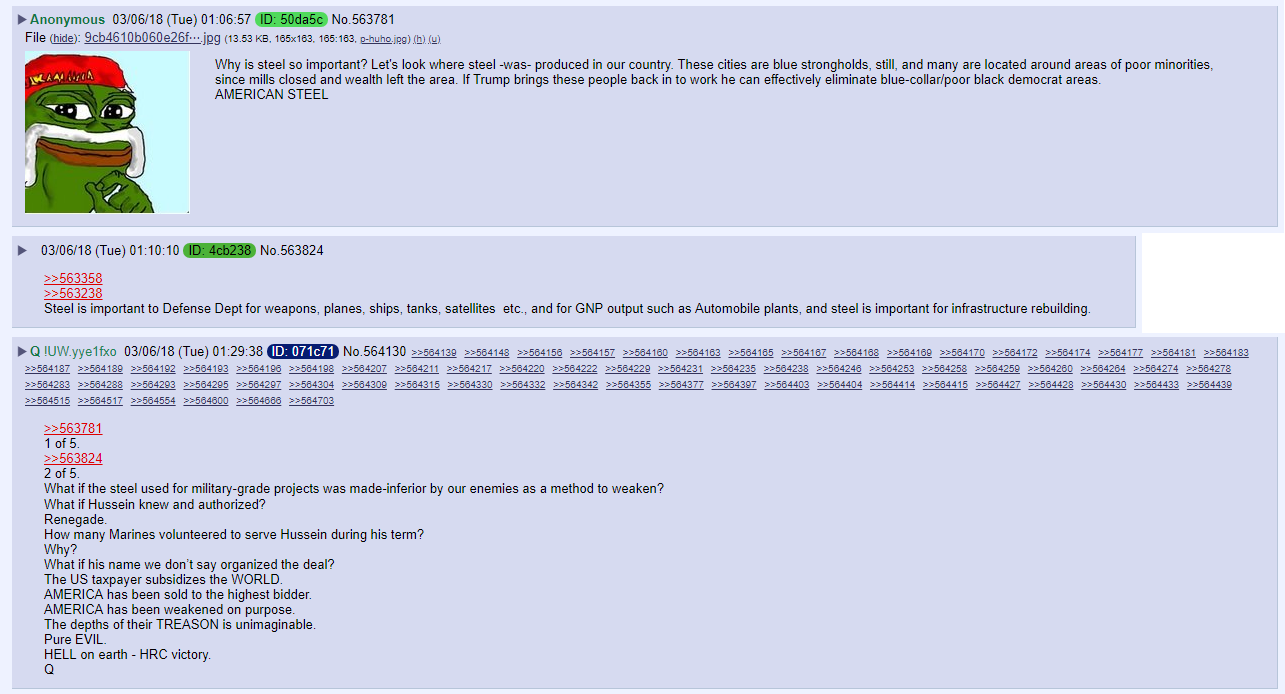 ▶ Anonymous 03/06/18 (Tue) 01:06:57 ID: 50da5c No.563781
File (hide): 9cb4610b060e26f⋯.jpg (13.53 KB, 165x163, 165:163, p-huho.jpg) (h) (u)
Why is steel so important? Let's look where steel -was- produced in our country. These cities are blue strongholds, still, and many are located around areas of poor minorities,
since mills closed and wealth left the area. If Trump brings these people back in to work he can effectively eliminate blue-collar/poor black democrat areas.
AMERICAN STEEL
▶ 03/06/18 (Tue) 01:10:10 ID: 4cb238 No.563824
>>563358
>>563238
Steel is important to Defense Dept for weapons, planes, ships, tanks, satellites etc., and for GNP output such as Automobile plants, and steel is important for infrastructure rebuilding.
▶ Q !UW.yye1fxo 03/06/18 (Tue) 01:29:38 ID: 071c71 No.564130 >>564139 >>564148 >>564156 >>564157 >>564160 >>564163 >>564165 >>564167 >>564168 >>564169 >>564170 >>564172 >>564174 >>564177 >>564181 >>564183
>>564187 >>564189 >>564192 >>564193 >>564196 >>564198 >>564207 >>564211 >>564217 >>564220 >>564222 >>564229 >>564231 >>564235 >>564238 >>564246 >>564253 >>564258 >>564259 >>564260 >>564264 >>564274 >>564278
>>564283 >>564288 >>564293 >>564295 >>564297 >>564304 >>564309 >>564315 >>564330 >>564332 >>564342 >>564355 >>564377 >>564397 >>564403 >>564404 >>564414 >>564415 >>564427 >>564428 >>564430 >>564433 >>564439
>>564515 >>564517 >>564554 >>564600 >>564666 >>564703
>>563781
1 of 5.
>>563824
2 of 5.
What if the steel used for military-grade projects was made-inferior by our enemies as a method to weaken?
What if Hussein knew and authorized?
Renegade.
How many Marines volunteered to serve Hussein during his term?
Why?
What if his name we don't say organized the deal?
The US taxpayer subsidizes the WORLD.
AMERICA has been sold to the highest bidder.
AMERICA has been weakened on purpose.
The depths of their TREASON is unimaginable.
Pure EVIL.
HELL on earth - HRC victory.
Q